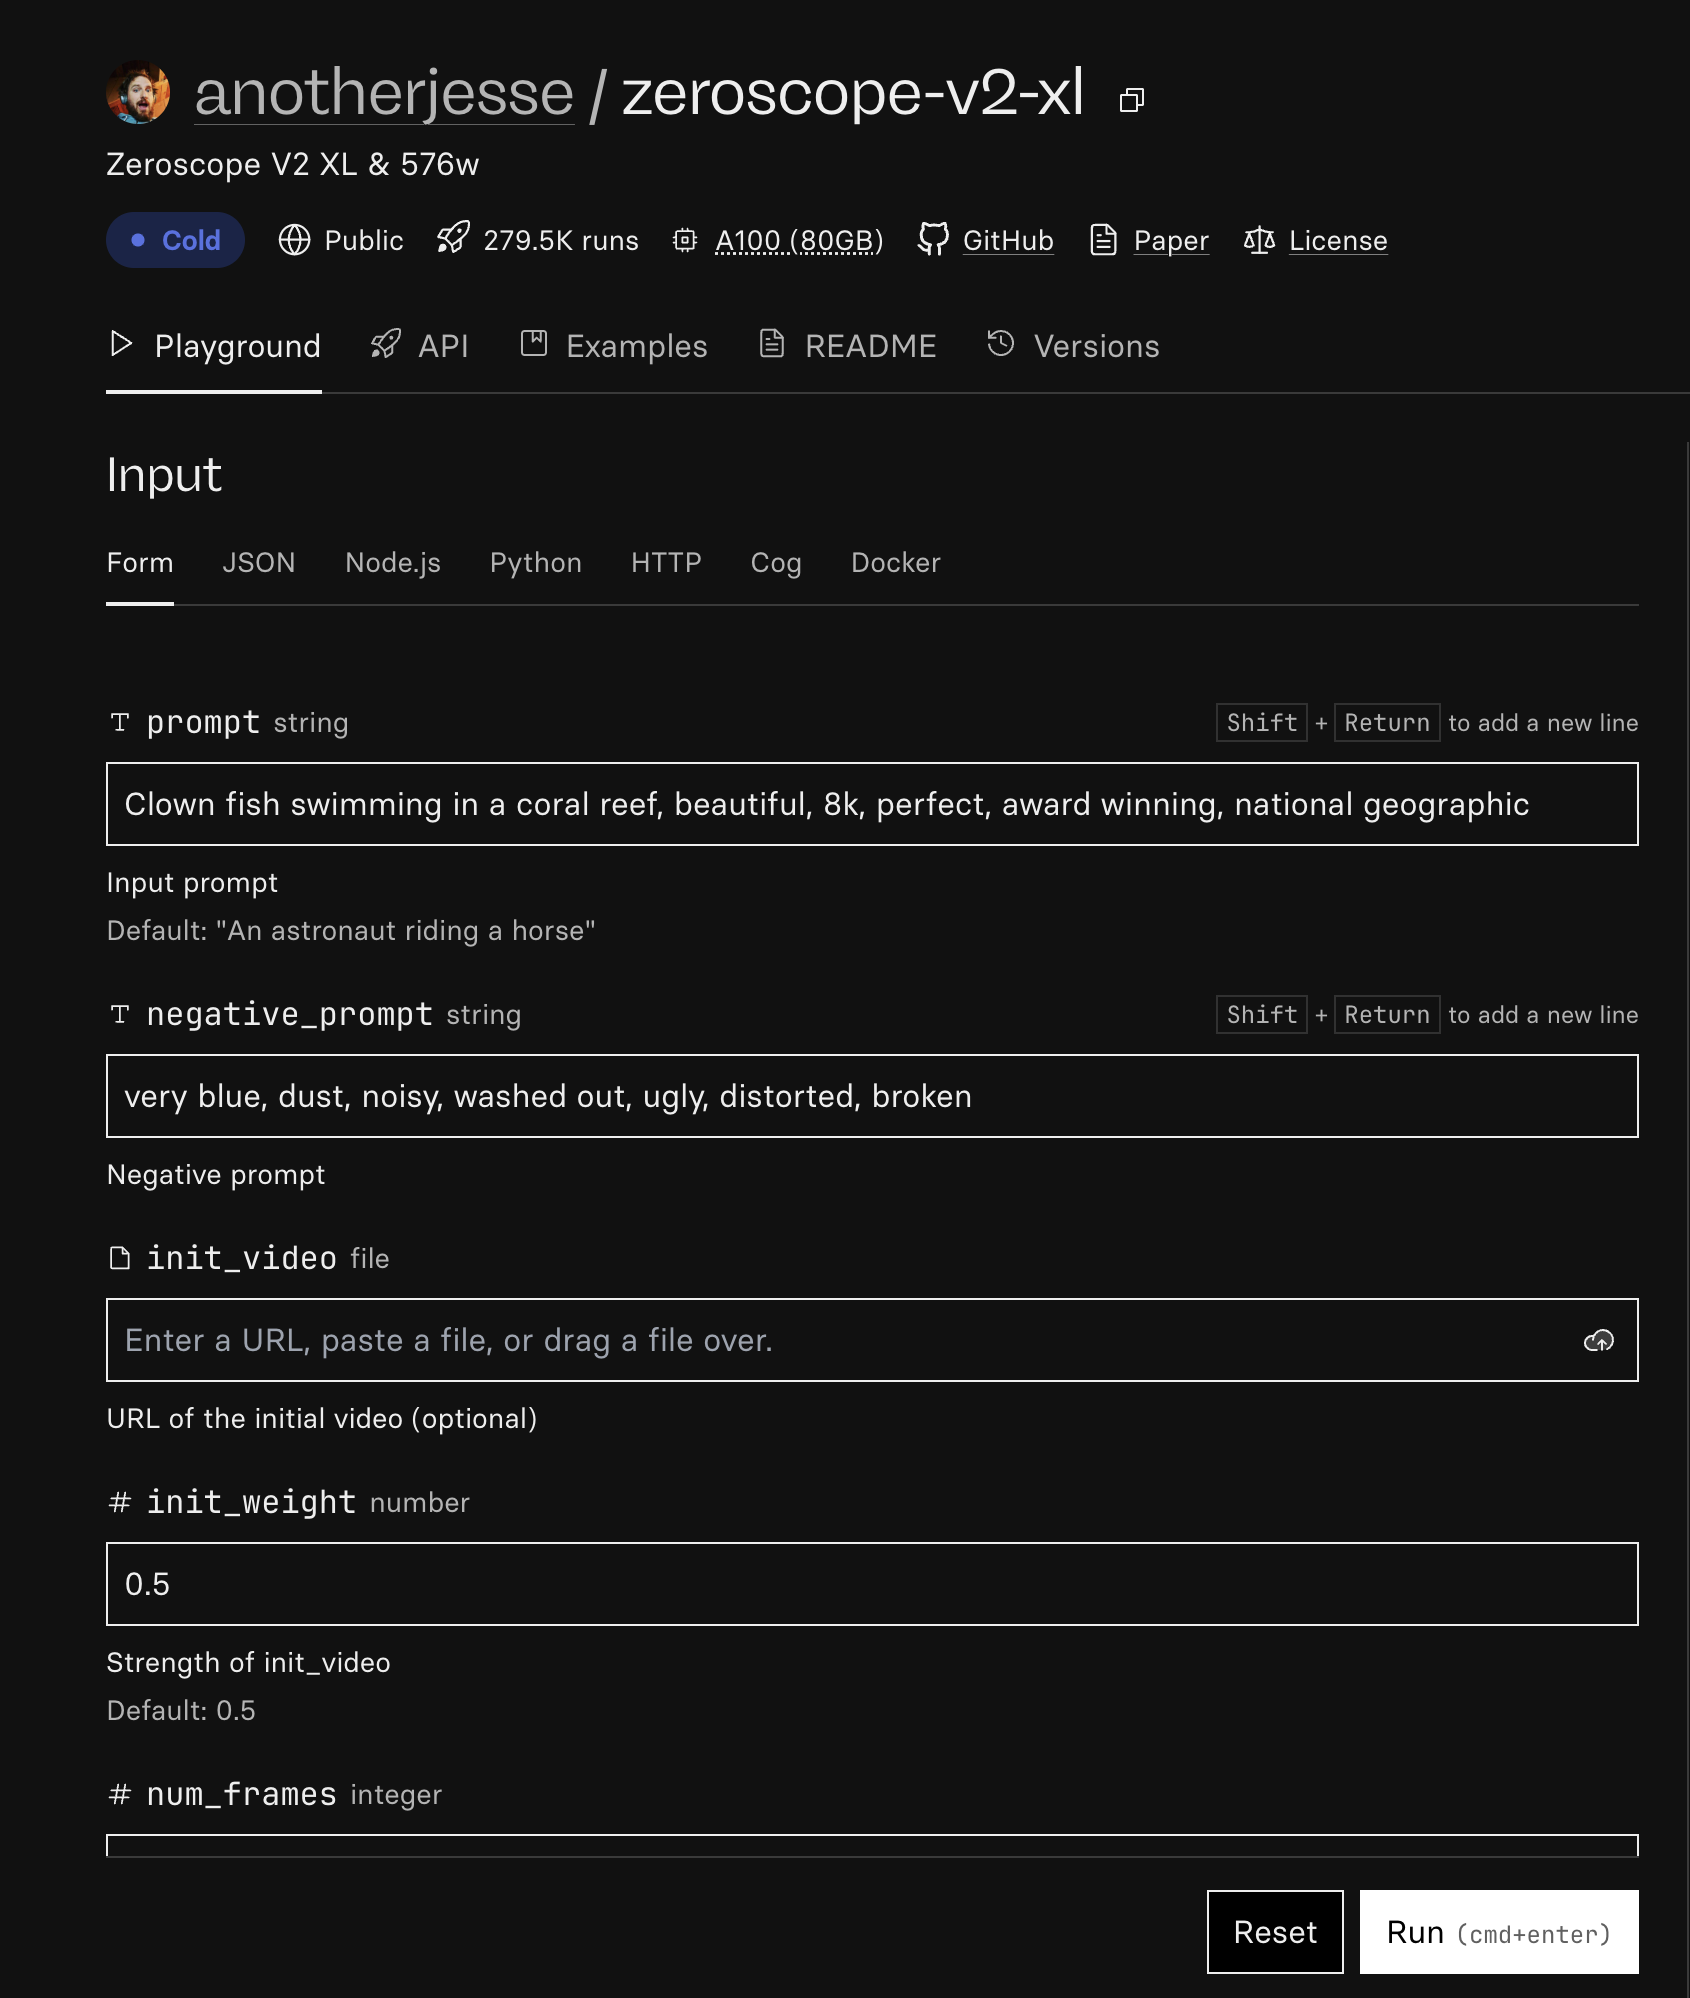 anotherjesse / zeroscope-v2-xl
Zeroscope V2 XL & 576w
Cold Public 279.5K runs A100 (80GB) GitHub Paper License
Playground API Examples README Versions
Input
Form JSON Node.js Python HTTP Cog Docker
prompt string Shift + Return to add a new line
Clown fish swimming in a coral reef, beautiful, 8k, perfect, award winning, national geographic
Input prompt
Default: "An astronaut riding a horse"
negative_prompt string Shift + Return to add a new line
very blue, dust, noisy, washed out, ugly, distorted, broken
Negative prompt
init_video file
Enter a URL, paste a file, or drag a file over.
URL of the initial video (optional)
# init_weight number
0.5
Strength of init_video
Default: 0.5
# num_frames integer
Reset Run (cmd+enter)